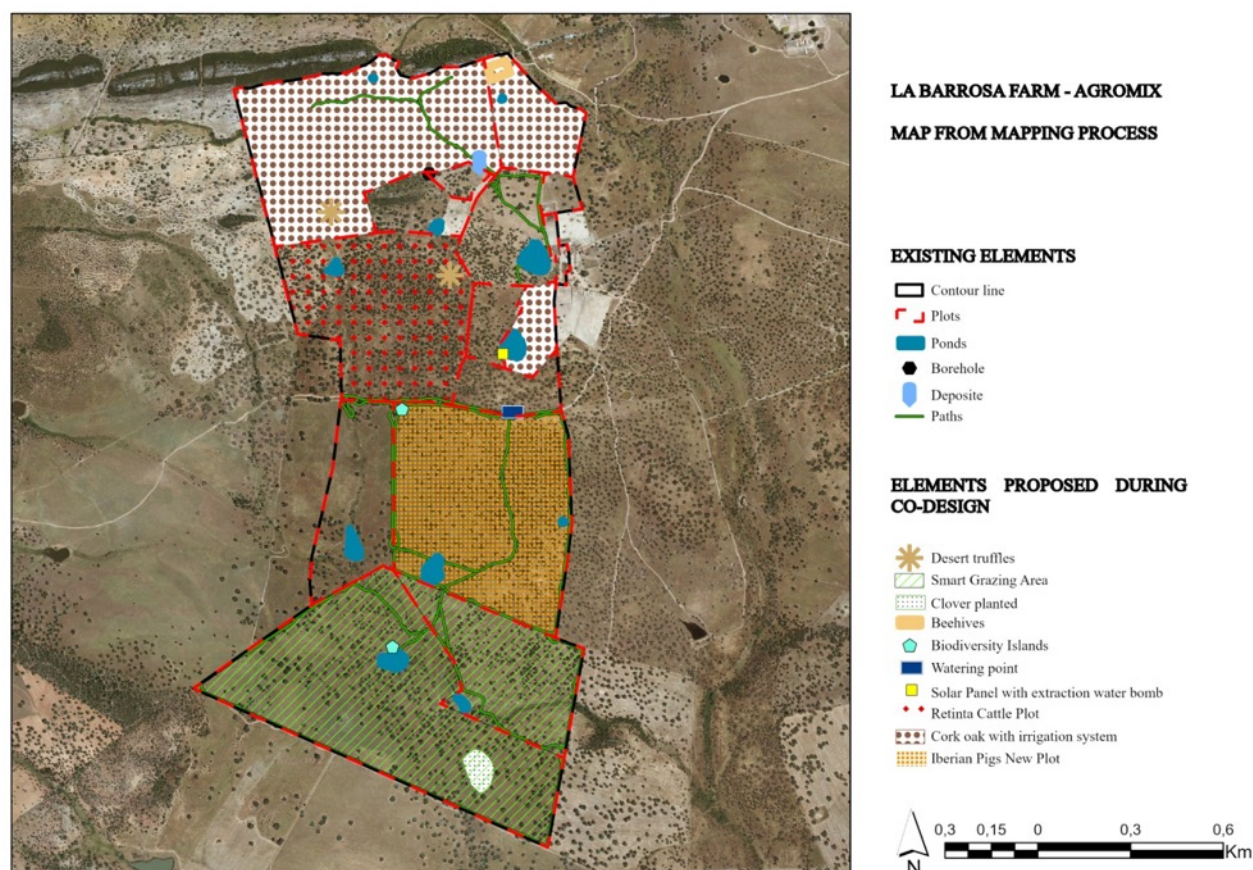 LA BARROSA FARM - AGROMIX
MAP FROM MAPPING PROCESS
EXISTING ELEMENTS
Contour line
Plots
Ponds
Borehole
Deposite
Paths
ELEMENTS PROPOSED DURING
CO-DESIGN
Desert truffles
Smart Grazing Area
Clover planted
Beehives
Biodiversity Islands
Watering point
Solar Panel with extraction water bomb
Retinta Cattle Plot
Cork oak with irrigation system
Iberian Pigs New Plot
N
0,3 0,15 0 0,3 0,6
Km